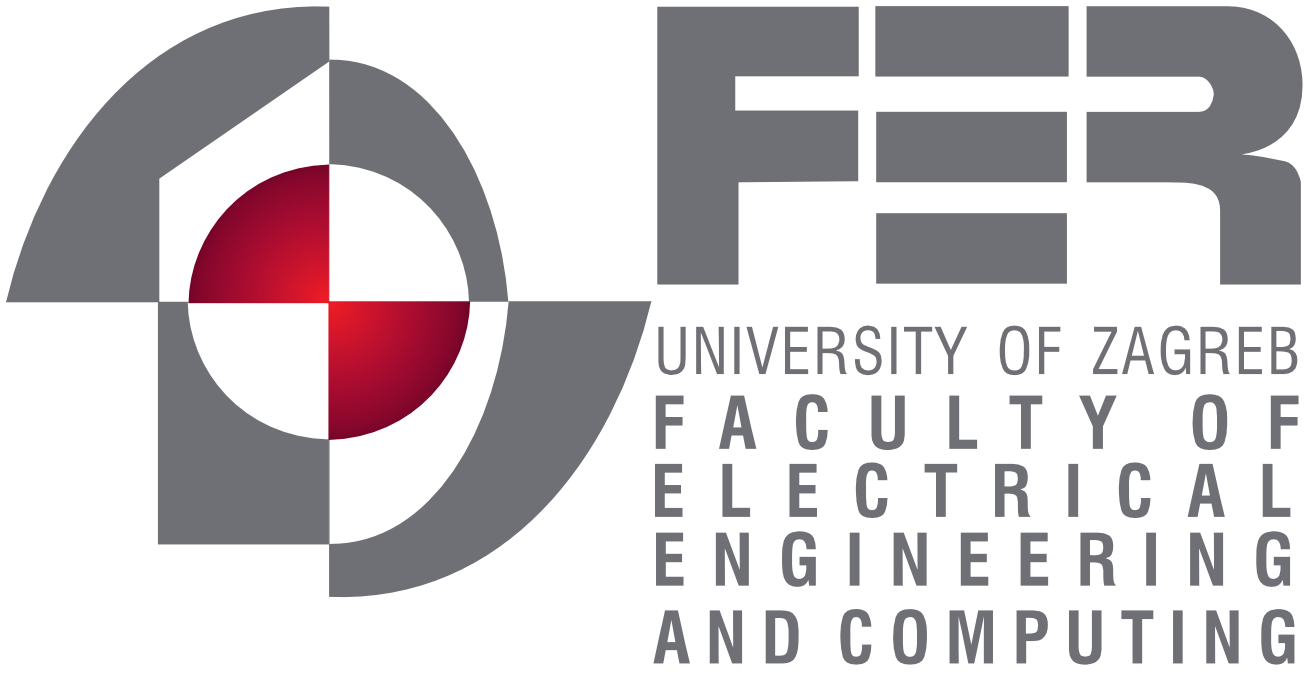 FER
UNIVERSITY OF ZAGREB
FACULTY OF
ELECTRICAL
ENGINEERING
AND COMPUTING